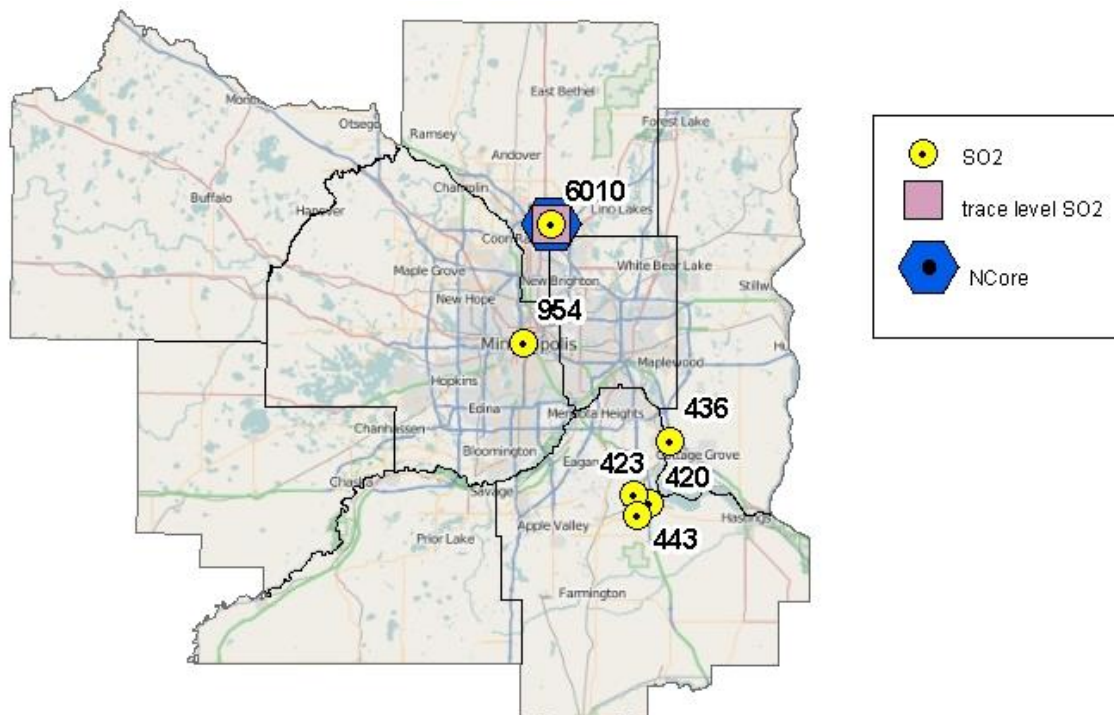 East Bethel
Forest Lake
Otsego
Ramsey
Andover
Champlin
Buffalo
6010
Hanover
Lino Lakes
Maple Grove
White Bear Lake
New Brighton
New Hope
954
Maplewood
Hopkins
Edina
Mendota Heights
436
Chanhassen
Bloomington
Cottage Grove
Eagan
423
420
Chaska
Savage
Apple Valley
Hastings
443
Prior Lake
Farmington
SO2
trace level SO2
NCore